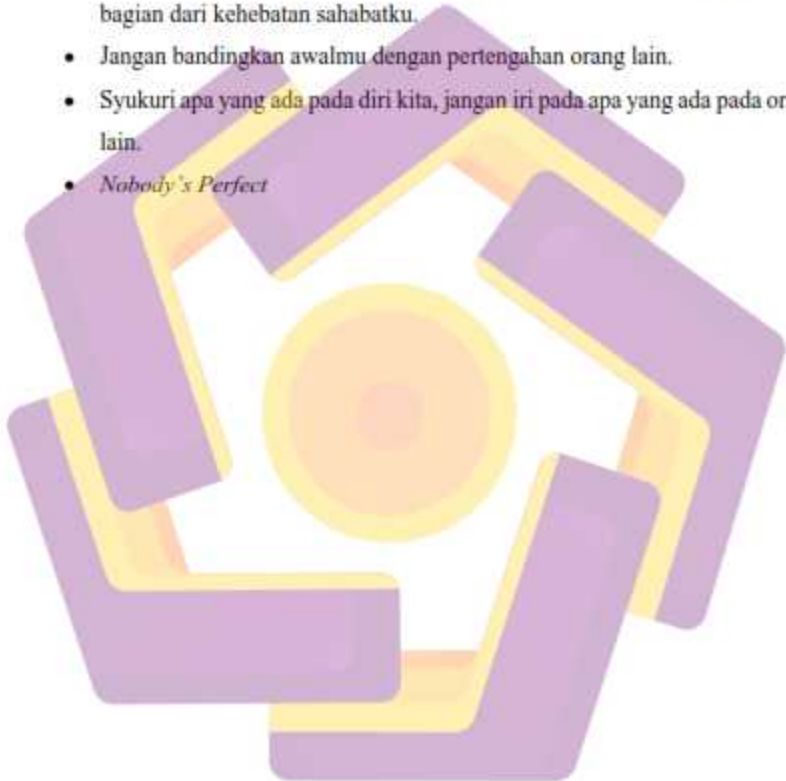 bagian dari kehebatan sahabatku.
• Jangan bandingkan awalmu dengan pertengahan orang lain.
• Syukuri apa yang ada pada diri kita, jangan iri pada apa yang ada pada or
lain.
• Nobody's Perfect